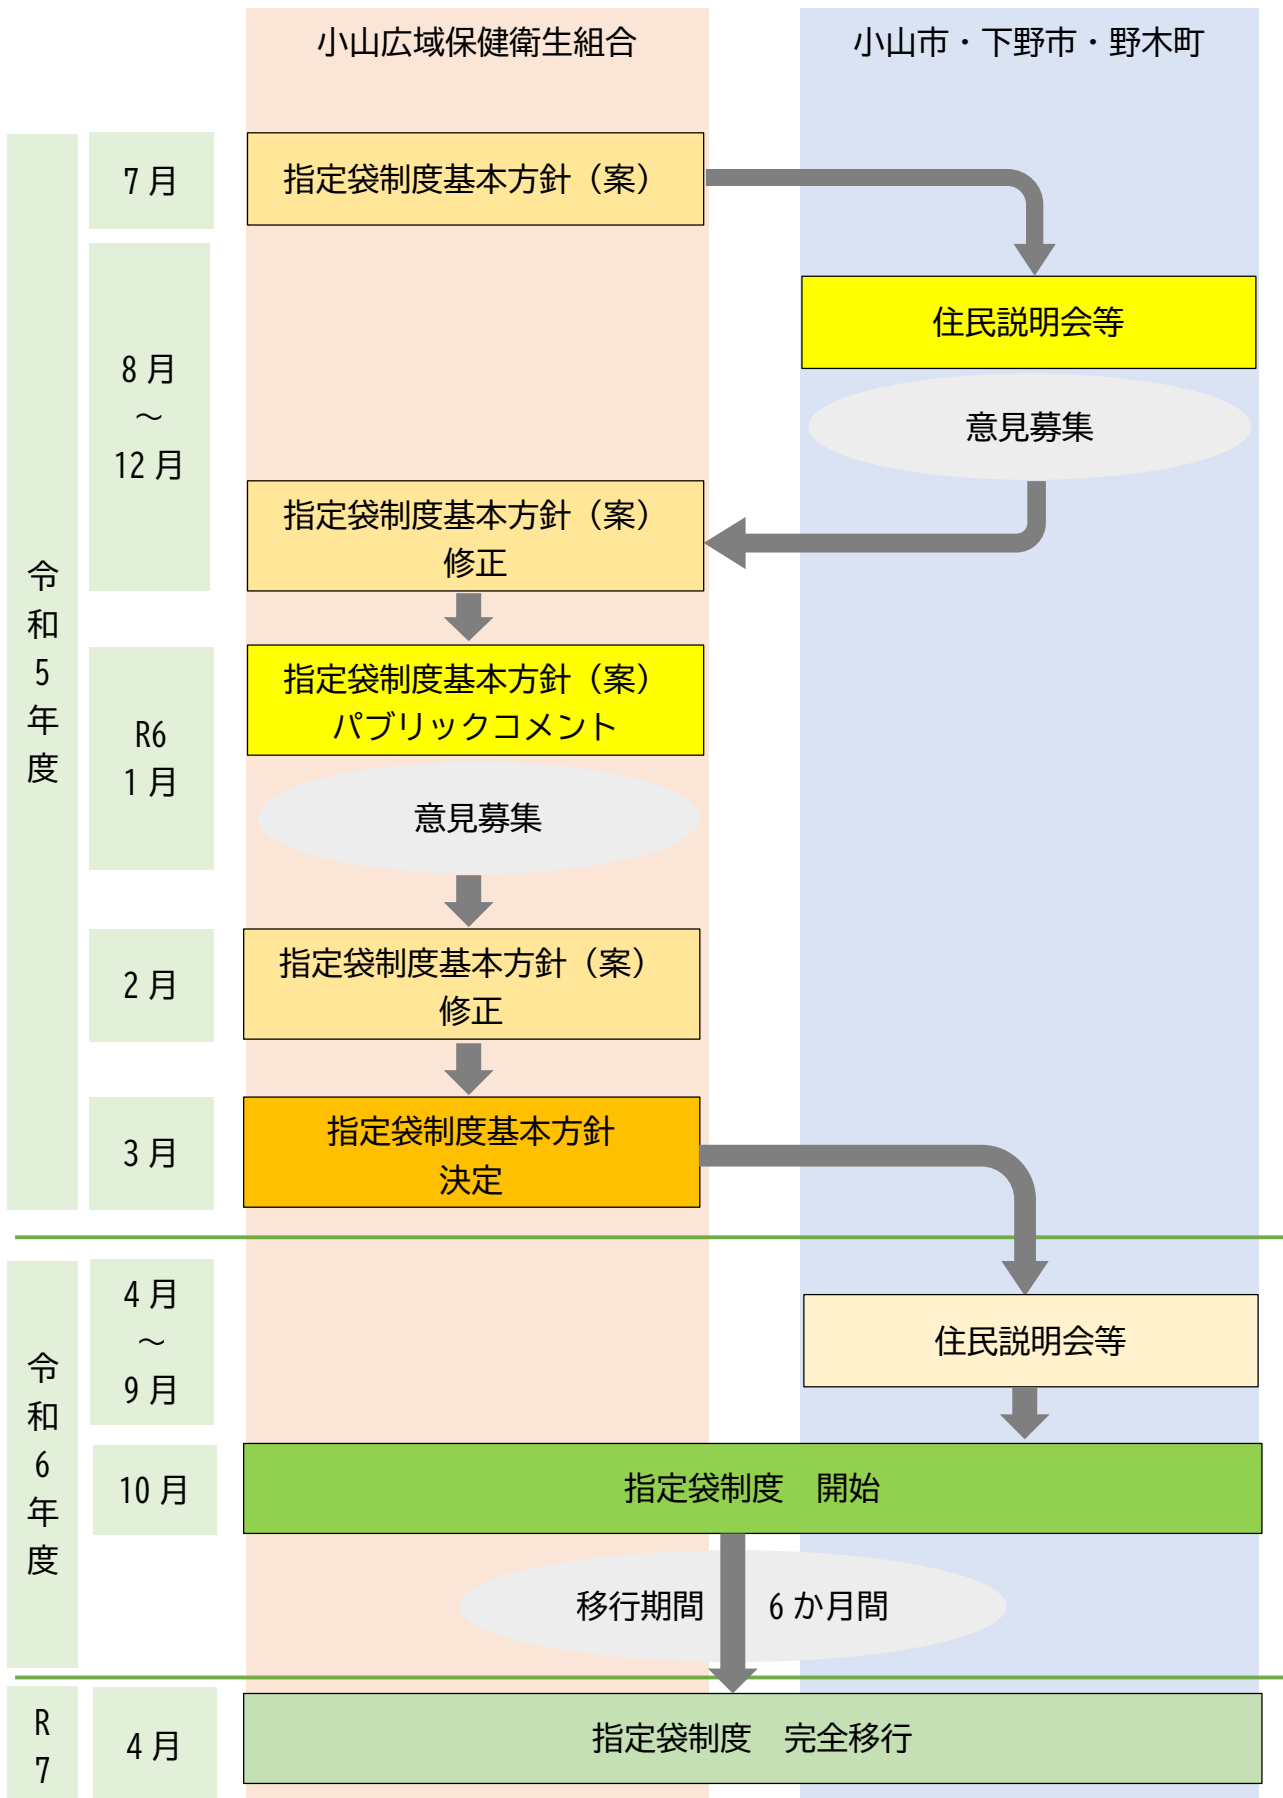 小山広域保健衛生組合
小山市・下野市・野木町
令和5年度
7月
指定袋制度基本方針（案）
8月
～
12月
住民説明会等
意見募集
指定袋制度基本方針（案）
修正
R6
1月
指定袋制度基本方針（案）
パブリックコメント
意見募集
2月
指定袋制度基本方針（案）
修正
3月
指定袋制度基本方針
決定
令和6年度
4月
～
9月
住民説明会等
10月
指定袋制度　開始
移行期間　6か月間
R7
4月
指定袋制度　完全移行